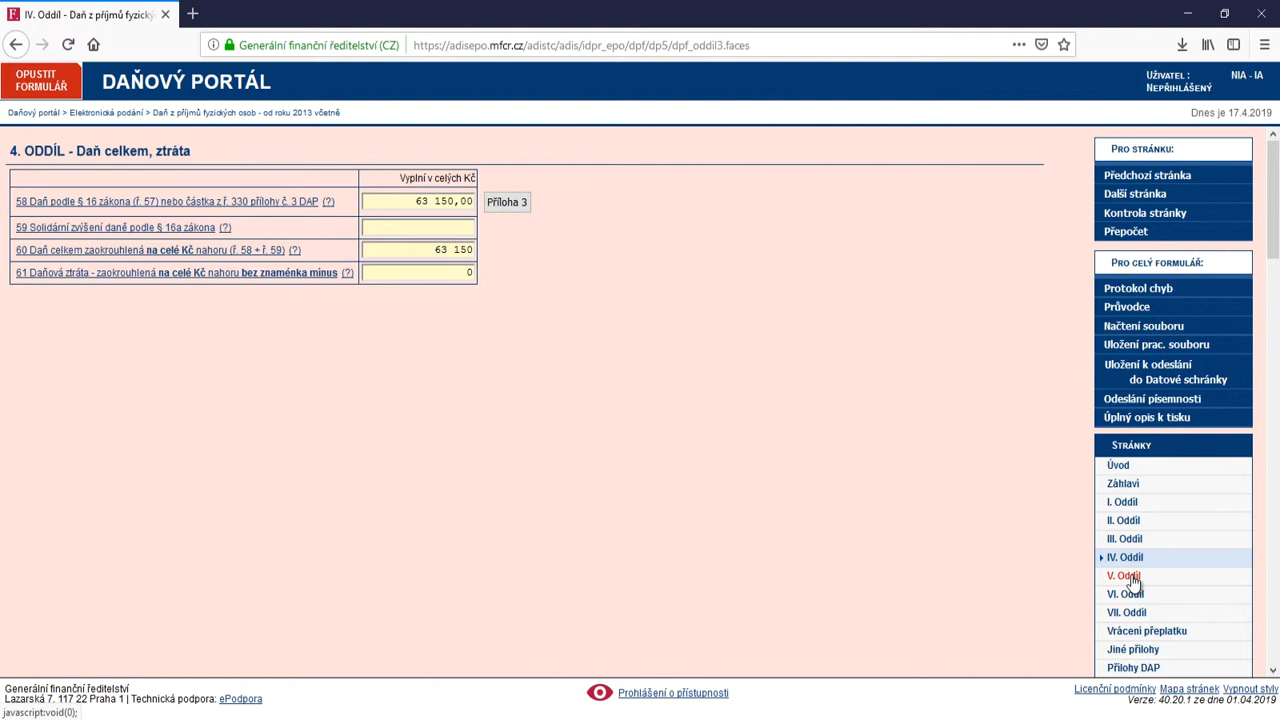 IV. Oddíl - Daň z příjmů fyzický
Generální finanční ředitelství (CZ)
https://adisepo.mfcr.cz/adistc/adis/idpr_epo/dpf/dp5/dpf_oddil3.faces
OPUSTIT
FORMULÁŘ
DAŇOVÝ PORTÁL
UŽIVATEL :
NEPŘIHLÁŠENÝ
NIA - IA
Daňový portál > Elektronická podání > Daň z příjmů fyzických osob - od roku 2013 včetně
Dnes je 17.4.2019
4. ODDÍL - Daň celkem, ztráta
Vyplní v celých Kč
58 Daň podle § 16 zákona (ř. 57) nebo částka z ř. 330 přílohy č. 3 DAP (?) 63 150,00 Příloha 3
59 Solidární zvýšení daně podle § 16a zákona (?)
60 Daň celkem zaokrouhlená na celé Kč nahoru (ř. 58 + ř. 59) (?) 63 150
61 Daňová ztráta - zaokrouhlená na celé Kč nahoru bez znaménka minus (?) 0
PRO STRÁNKU:
Předchozí stránka
Další stránka
Kontrola stránky
Přepočet
PRO CELÝ FORMULÁŘ:
Protokol chyb
Průvodce
Načtení souboru
Uložení prac. souboru
Uložení k odeslání
do Datové schránky
Odeslání písemnosti
Úplný opis k tisku
STRÁNKY
Úvod
Záhlaví
I. Oddíl
II. Oddíl
III. Oddíl
IV. Oddíl
V. Oddíl
VI. Oddíl
VII. Oddíl
Vrácení přeplatku
Jiné přílohy
Přílohy DAP
Generální finanční ředitelství
Lazarská 7, 117 22 Praha 1 | Technická podpora: ePodpora
Prohlášení o přístupnosti
Licenční podmínky Mapa stránek Vypnout styly
Verze: 40.20.1 ze dne 01.04.2019
javascript:void(0);